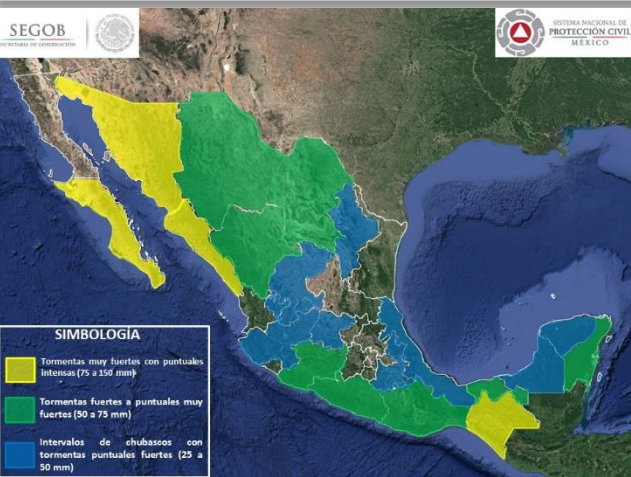 SEGOB
SECRETARÍA DE GOBERNACIÓN
SISTEMA NACIONAL DE
PROTECCIÓN CIVIL
MÉXICO
SIMBOLOGÍA
Tormentas muy fuertes con puntuales
intensas (75 a 150 mm)
Tormentas fuertes a puntuales muy
fuertes (50 a 75 mm)
Intervalos de chubascos con
tormentas puntuales fuertes (25 a
50 mm)